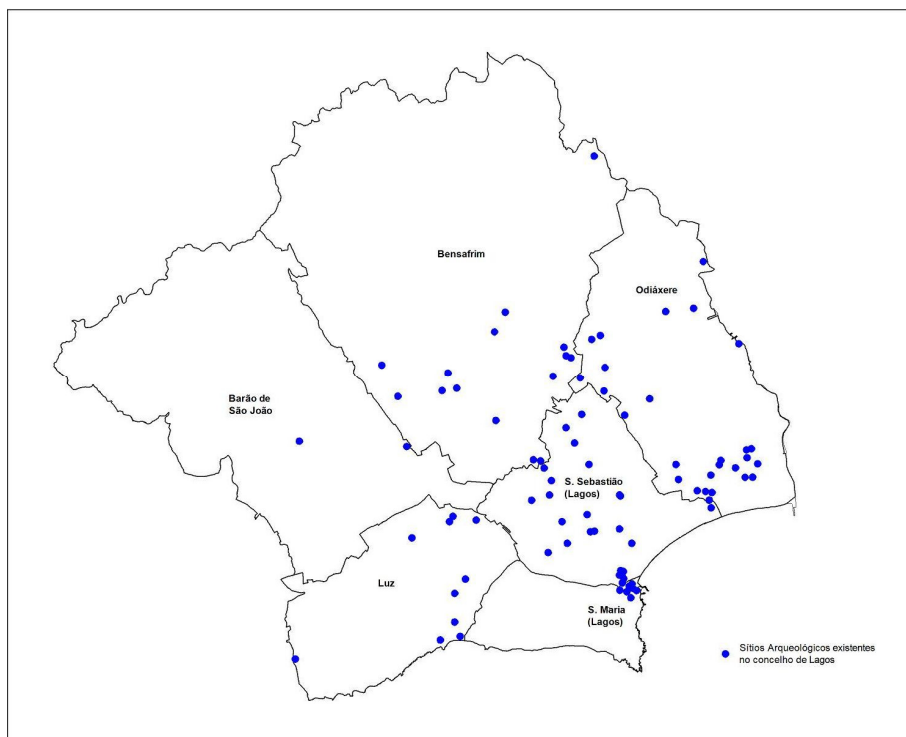 Bensafrim
Odiáxere
Barão de
São João
S. Sebastião
(Lagos)
Luz
S. Maria
(Lagos)
Sítios Arqueológicos existentes
no concelho de Lagos